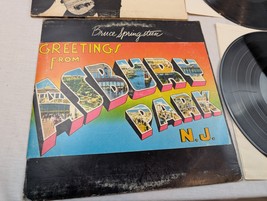 Bruce Springsteen
GREETINGS
FROM
ASBURY
PARK
N.J.